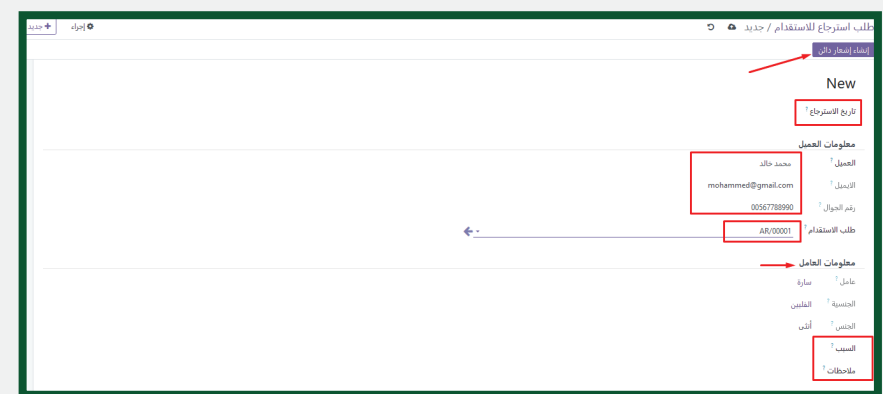 طلب استرجاع للاستقدام / جديد
إجراء
جديد
إنشاء إشعار دائن
New
تاريخ الاسترجاع ?
معلومات العميل
العميل ? محمد خالد
الايميل ? mohammed@gmail.com
رقم الجوال ? 00567788990
طلب الاستقدام ? AR/00001
معلومات العامل
عامل ? سارة
الجنسية ? الفلبين
الجنس ? أنثى
السبب ?
ملاحظات ?